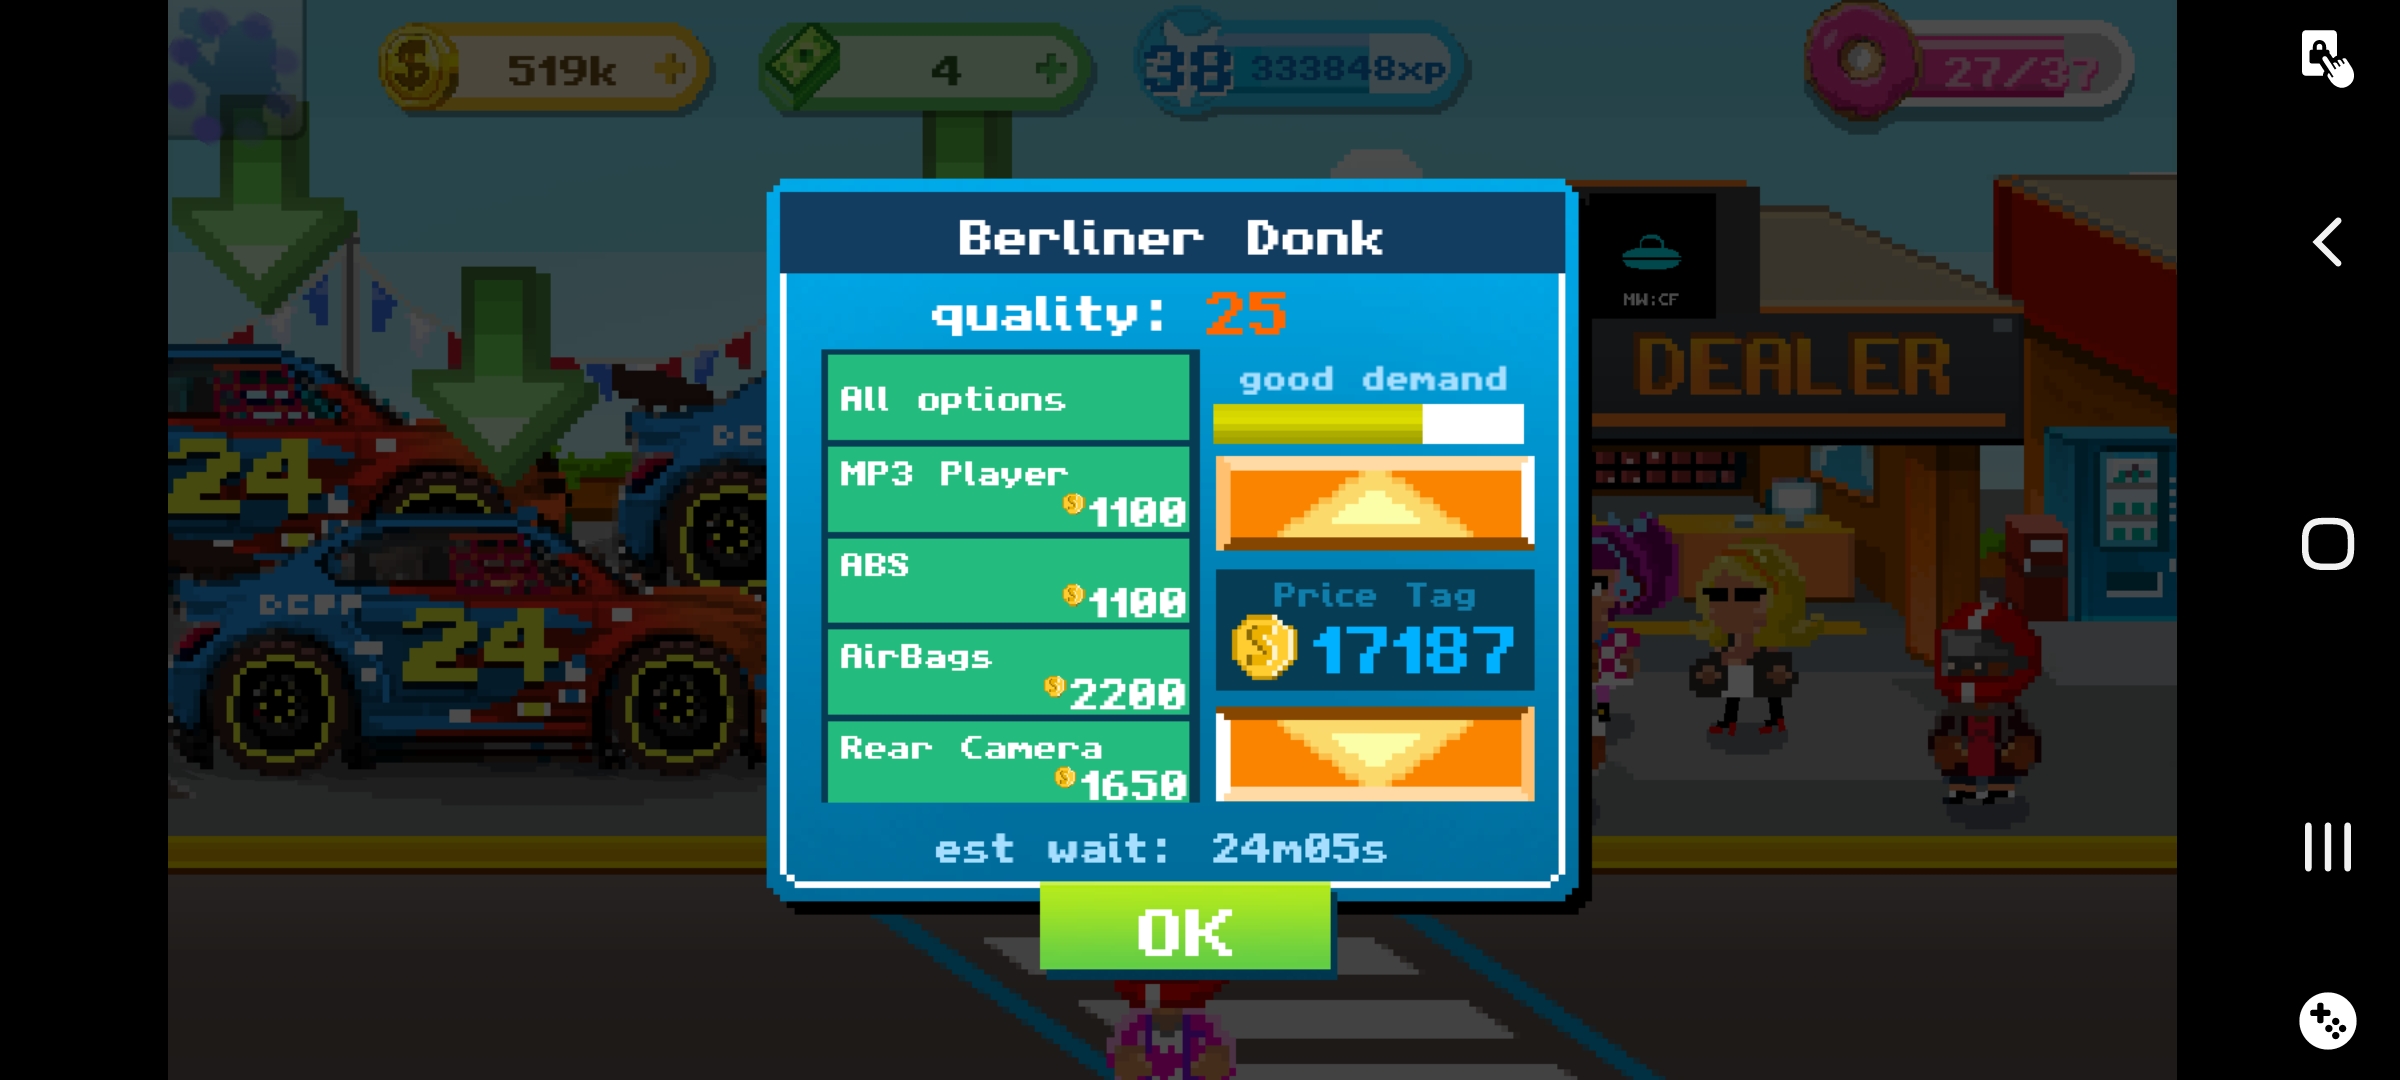 519k
4
38 333848xp
27/37
Berliner Donk
quality: 25
All options
MP3 Player
1100
ABS
1100
AirBags
2200
Rear Camera
1650
good demand
Price Tag
17187
est wait: 24m05s
OK
MW:CF
DEALER
24
24